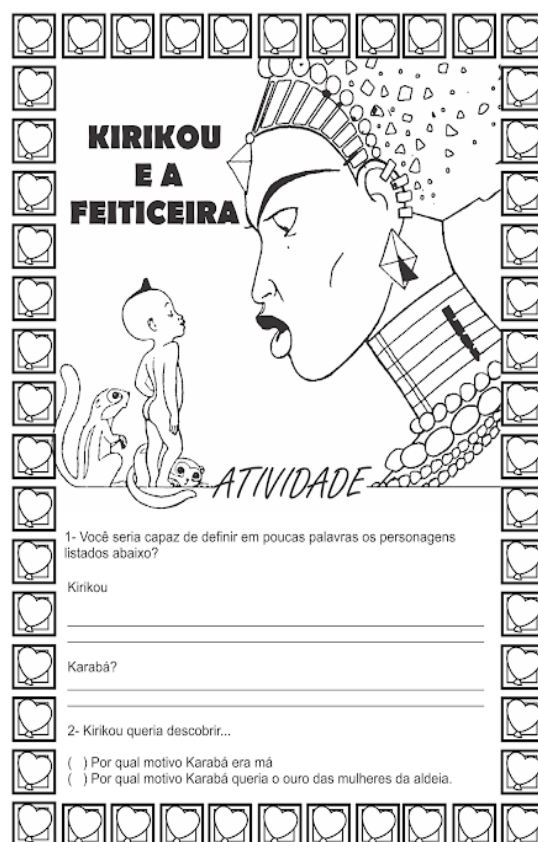 KIRIKOU
E A
FEITICEIRA
ATIVIDADE
1- Você seria capaz de definir em poucas palavras os personagens
listados abaixo?
Kirikou
Karabá?
2- Kirikou queria descobrir...
( ) Por qual motivo Karabá era má
( ) Por qual motivo Karabá queria o ouro das mulheres da aldeia.